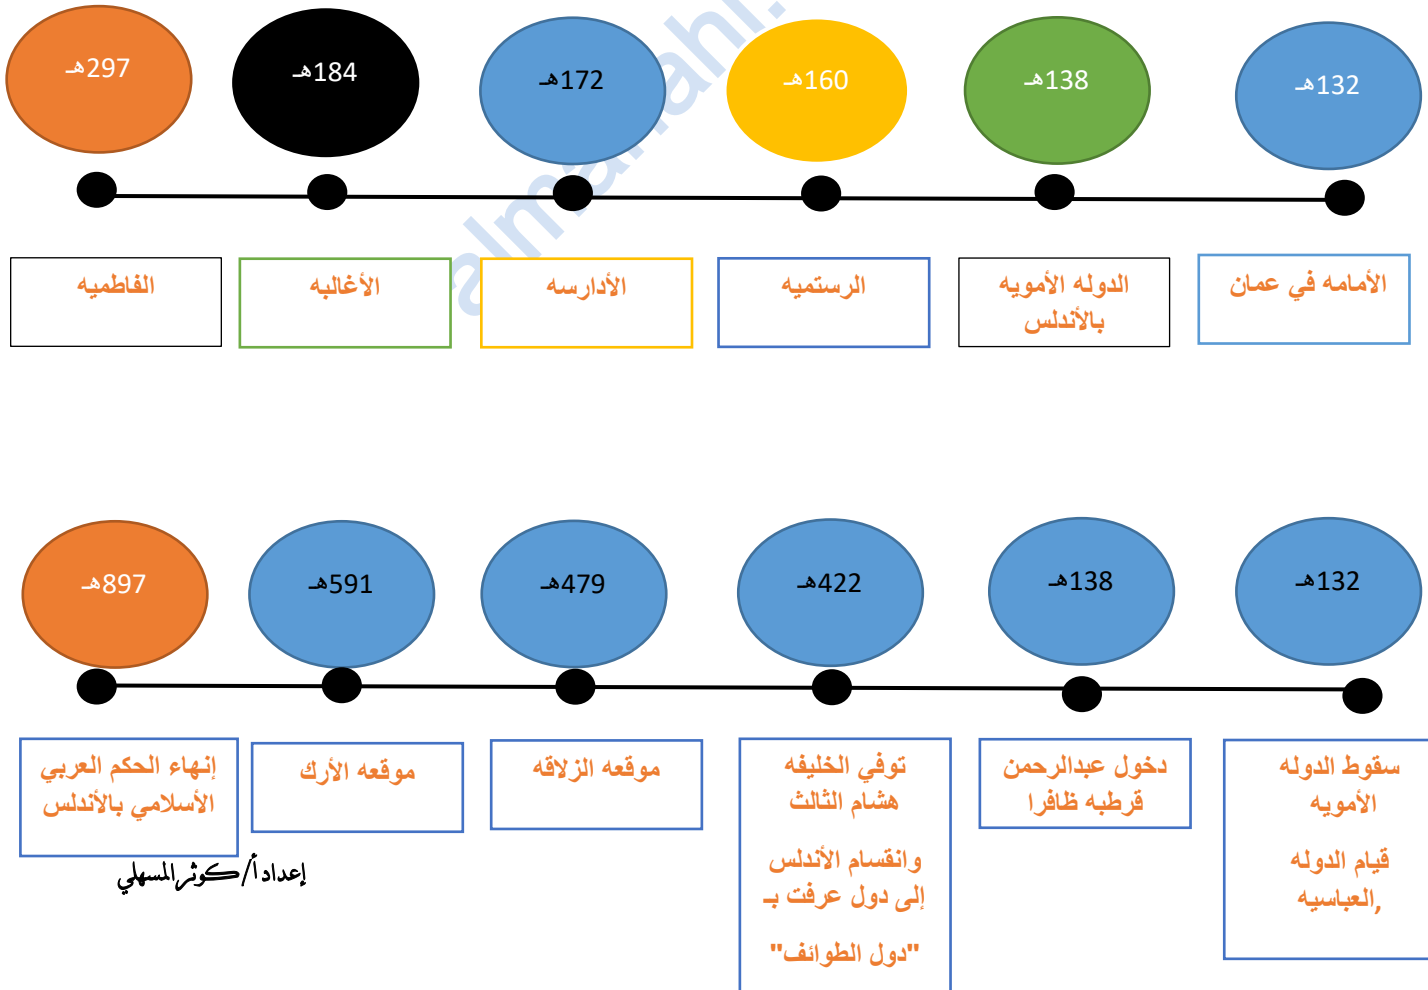 132هـ
138هـ
160هـ
172هـ
184هـ
297هـ
الأمامه في عمان
الدوله الأمويه
بالأندلس
الرستميه
الأدارسه
الأغالبه
الفاطميه
132هـ
138هـ
422هـ
479هـ
591هـ
897هـ
سقوط الدوله
الأمويه
قيام الدوله
العباسيه,
دخول عبدالرحمن
قرطبه ظافرا
توفي الخليفه
هشام الثالث
وانقسام الأندلس
إلى دول عرفت بـ
"دول الطوائف"
موقعه الزلاقه
موقعه الأرك
إنهاء الحكم العربي
الأسلامي بالأندلس
إعداد أ/ كوثر المسهلي